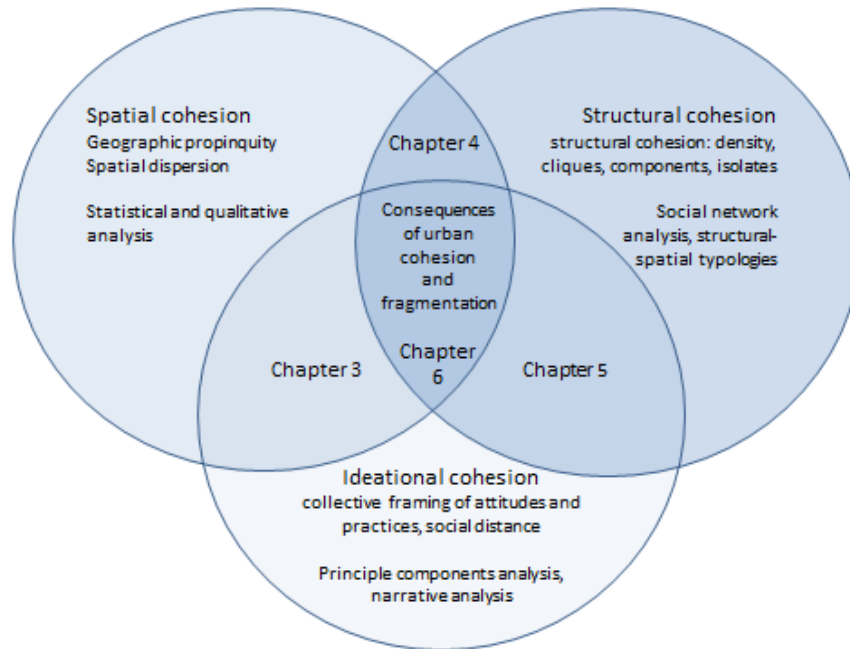 Spatial cohesion
Geographic propinquity
Spatial dispersion
Statistical and qualitative
analysis
Chapter 4
Structural cohesion
structural cohesion: density,
cliques, components, isolates
Social network
analysis, structural-
spatial typologies
Consequences
of urban
cohesion
and
fragmentation
Chapter
6
Chapter 3
Chapter 5
Ideational cohesion
collective framing of attitudes and
practices, social distance
Principle components analysis,
narrative analysis